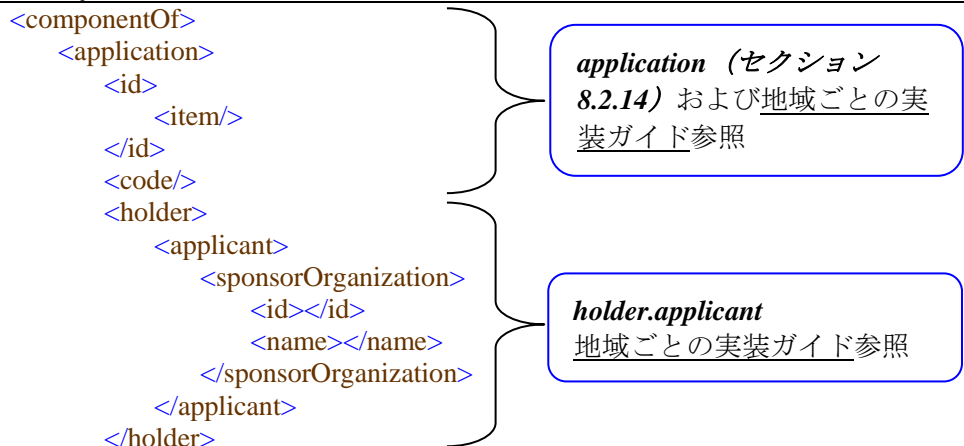 <componentOf>
<application>
<id>
<item/>
</id>
<code/>
<holder>
<applicant>
<sponsorOrganization>
<id></id>
<name></name>
</sponsorOrganization>
</applicant>
</holder>
application（セクション
8.2.14）および地域ごとの実
装ガイド参照
holder.applicant
地域ごとの実装ガイド参照